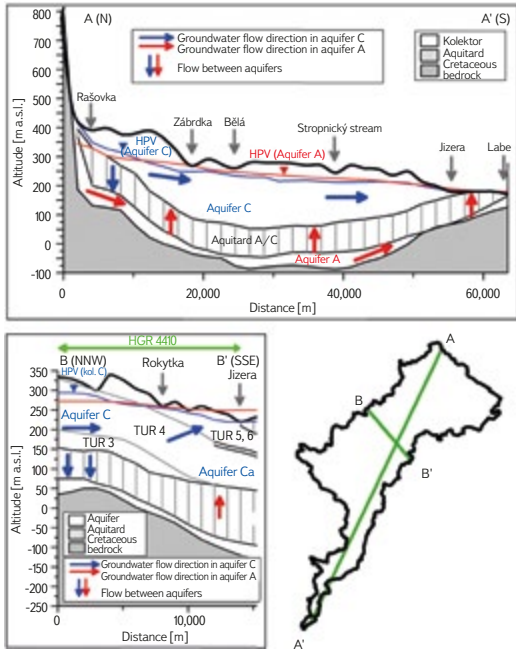 A (N)
A' (S)
Groundwater flow direction in aquifer C
Groundwater flow direction in aquifer A
Flow between aquifers
Kolektor
Aquitard
Cretaceous
bedrock
Altitude [m a.s.l.]
800
700
600
500
400
300
200
100
0
-100
Rašovka
Zábrdka
Bělá
Stropnický stream
Jizera
Labe
HPV
(Aquifer C)
HPV (Aquifer A)
Aquifer C
Aquitard A/C
Aquifer A
0
20,000
40,000
60,000
Distance [m]
HGR 4410
B (NNW)
B' (SSE)
Rokytka
Jizera
HPV (kol. C)
Altitude [m a.s.l.]
350
300
250
200
150
100
50
0
-50
-100
-150
-200
-250
Aquifer C
TUR 3
TUR 4
TUR 5, 6
Aquifer Ca
Aquifer
Aquitard
Cretaceous
bedrock
Groundwater flow direction in aquifer C
Groundwater flow direction in aquifer A
Flow between aquifers
0
10,000
Distance [m]
A
B
B'
A'